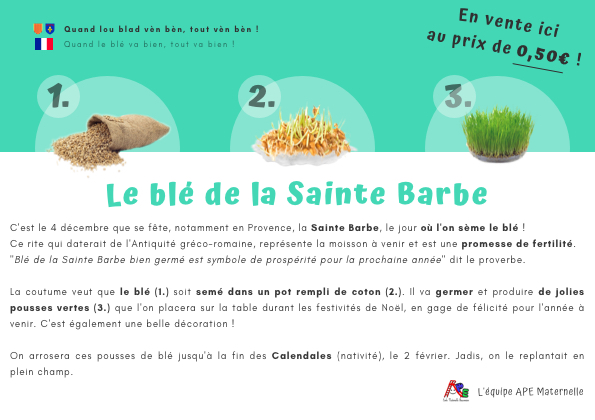 Quand lou blad vèn bèn, tout vèn bèn !
Quand le blé va bien, tout va bien !
En vente ici
au prix de 0,50€ !
1.
2.
3.
Le blé de la Sainte Barbe
C'est le 4 décembre que se fête, notamment en Provence, la Sainte Barbe, le jour où l'on sème le blé !
Ce rite qui daterait de l'Antiquité gréco-romaine, représente la moisson à venir et est une promesse de fertilité.
"Blé de la Sainte Barbe bien germé est symbole de prospérité pour la prochaine année" dit le proverbe.
La coutume veut que le blé (1.) soit semé dans un pot rempli de coton (2.). Il va germer et produire de jolies
pousses vertes (3.) que l'on placera sur la table durant les festivités de Noël, en gage de félicité pour l'année à
venir. C'est également une belle décoration !
On arrosera ces pousses de blé jusqu'à la fin des Calendales (nativité), le 2 février. Jadis, on le replantait en
plein champ.
L'équipe APE Maternelle